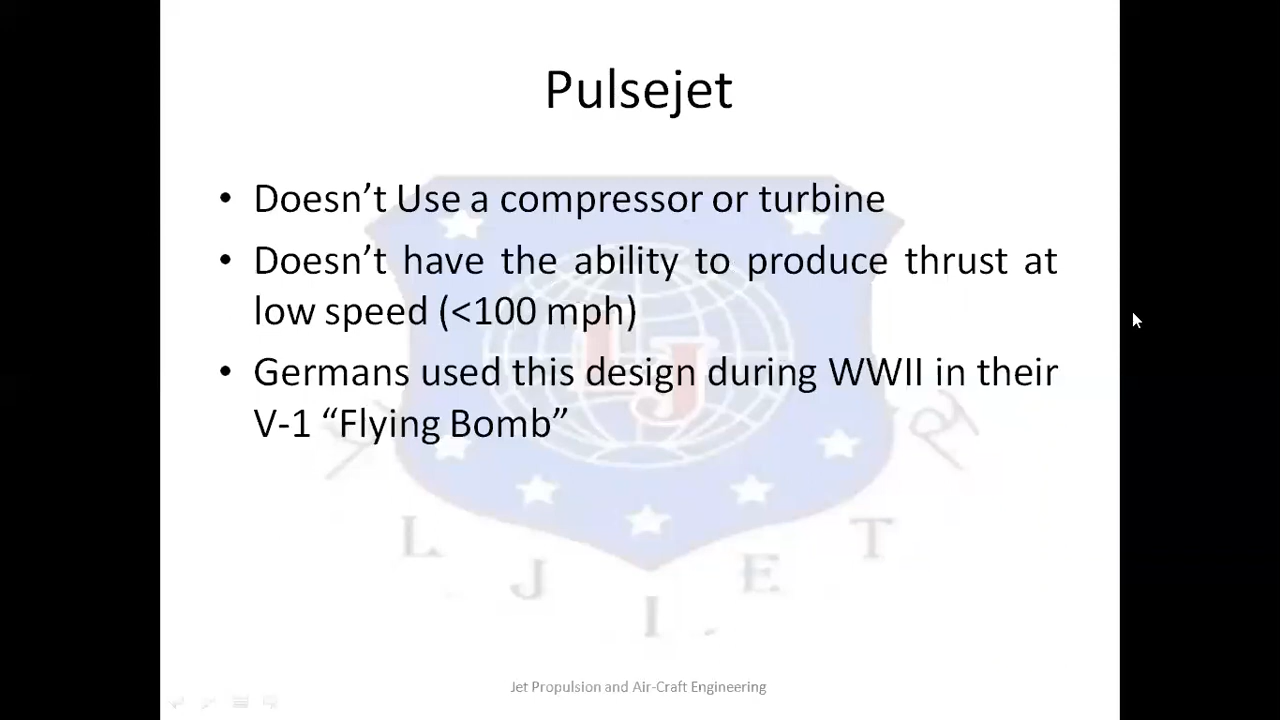 Pulsejet
• Doesn’t Use a compressor or turbine
• Doesn’t have the ability to produce thrust at
low speed (<100 mph)
• Germans used this design during WWII in their
V-1 “Flying Bomb”
LJ
L J I E T
Jet Propulsion and Air-Craft Engineering